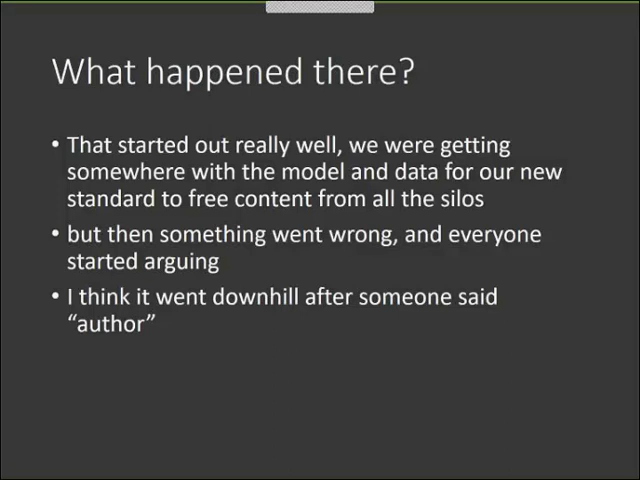 What happened there?
• That started out really well, we were getting
somewhere with the model and data for our new
standard to free content from all the silos
• but then something went wrong, and everyone
started arguing
• I think it went downhill after someone said
“author”